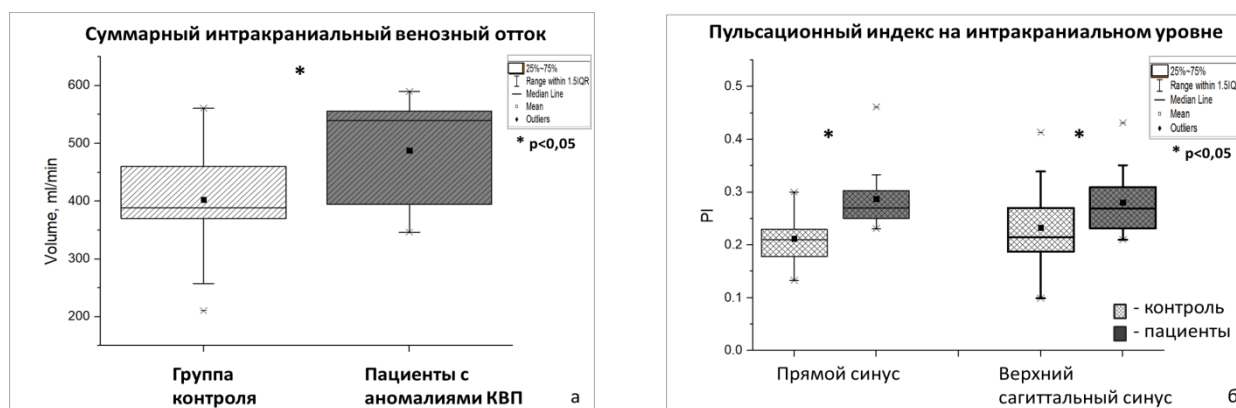 Суммарный интракраниальный венозный отток
25%~75%
Range within 1.5IQR
Median Line
Mean
Outliers
* p<0,05
*
Volume, ml/min
600
500
400
300
200
Группа
контроля
Пациенты с
аномалиями КВП
а
Пульсационный индекс на интракраниальном уровне
25%~75%
Range within 1.5IQ
Median Line
Mean
Outliers
* p<0,05
*
*
PI
0.5
0.4
0.3
0.2
0.1
0.0
- контроль
- пациенты
Прямой синус
Верхний
сагиттальный синус
б